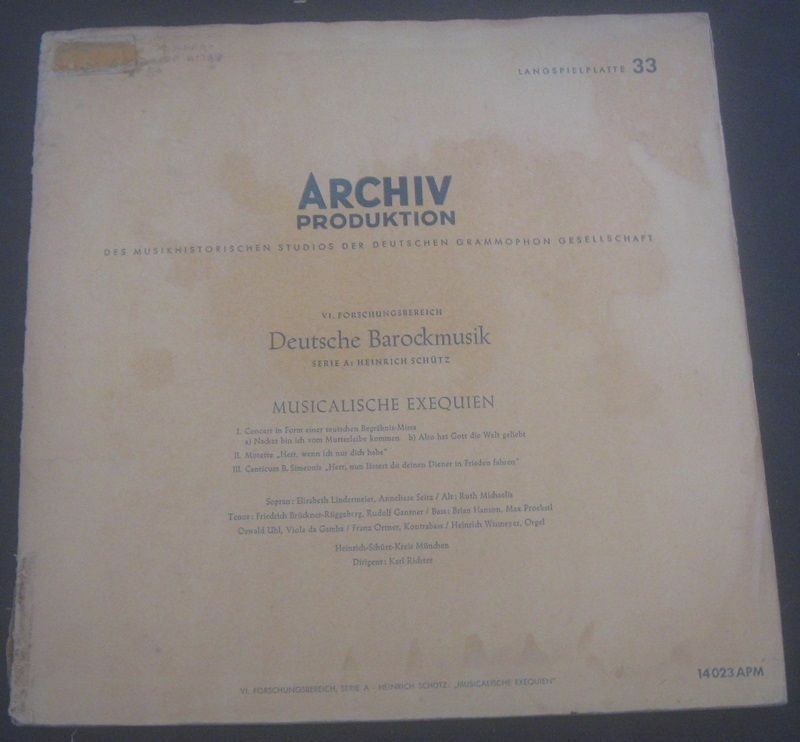 LANGSPIELPLATTE 33
ARCHIV
PRODUKTION
DES MUSIKHISTORISCHEN STUDIOS DER DEUTSCHEN GRAMMOPHON GESELLSCHAFT
VI. FORSCHUNGSBEREICH
Deutsche Barockmusik
SERIE A: HEINRICH SCHÜTZ
MUSICALISCHE EXEQUIEN
I. Concert in Form einer teutschen Begräbnis-Missa
a) Nacket bin ich vom Mutterleibe kommen b) Also hat Gott die Welt geliebt
II. Motette „Herr, wenn ich nur dich habe"
III. Canticum B. Simeonis „Herr, nun lässest du deinen Diener in Frieden fahren"
Sopran: Elisabeth Lindermeier, Anneliese Seitz / Alt: Ruth Michaelis
Tenor: Friedrich Brückner-Rüggeberg, Rudolf Gantner / Bass: Brian Hanson, Max Proebstl
Oswald Uhl, Viola da Gamba / Franz Ortner, Kontrabass / Heinrich Wismeyer, Orgel
Heinrich-Schütz-Kreis München
Dirigent: Karl Richter
14023 APM
VI. FORSCHUNGSBEREICH, SERIE A - HEINRICH SCHÜTZ: „MUSICALISCHE EXEQUIEN"